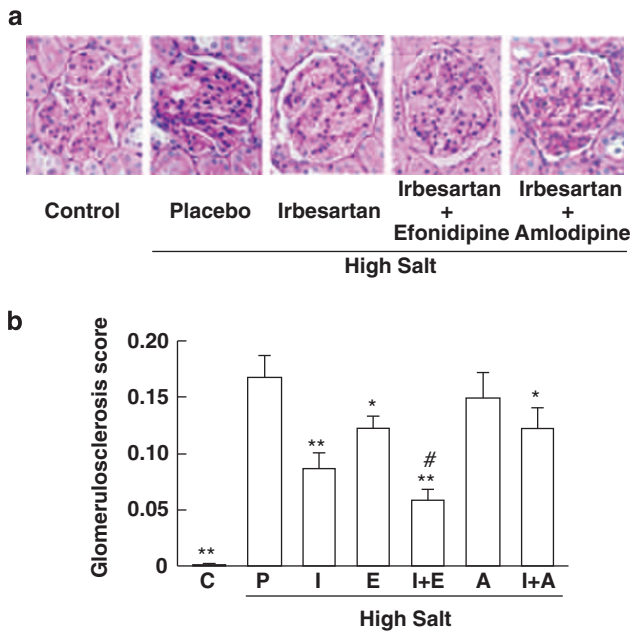 a
Control
Placebo
Irbesartan
Irbesartan
+
Efonidipine
Irbesartan
+
Amlodipine
High Salt
b
Glomerulosclerosis score
0.20
0.15
0.10
0.05
0
**
**
*
#
**
*
C
P
I
E
I+E
A
I+A
High Salt